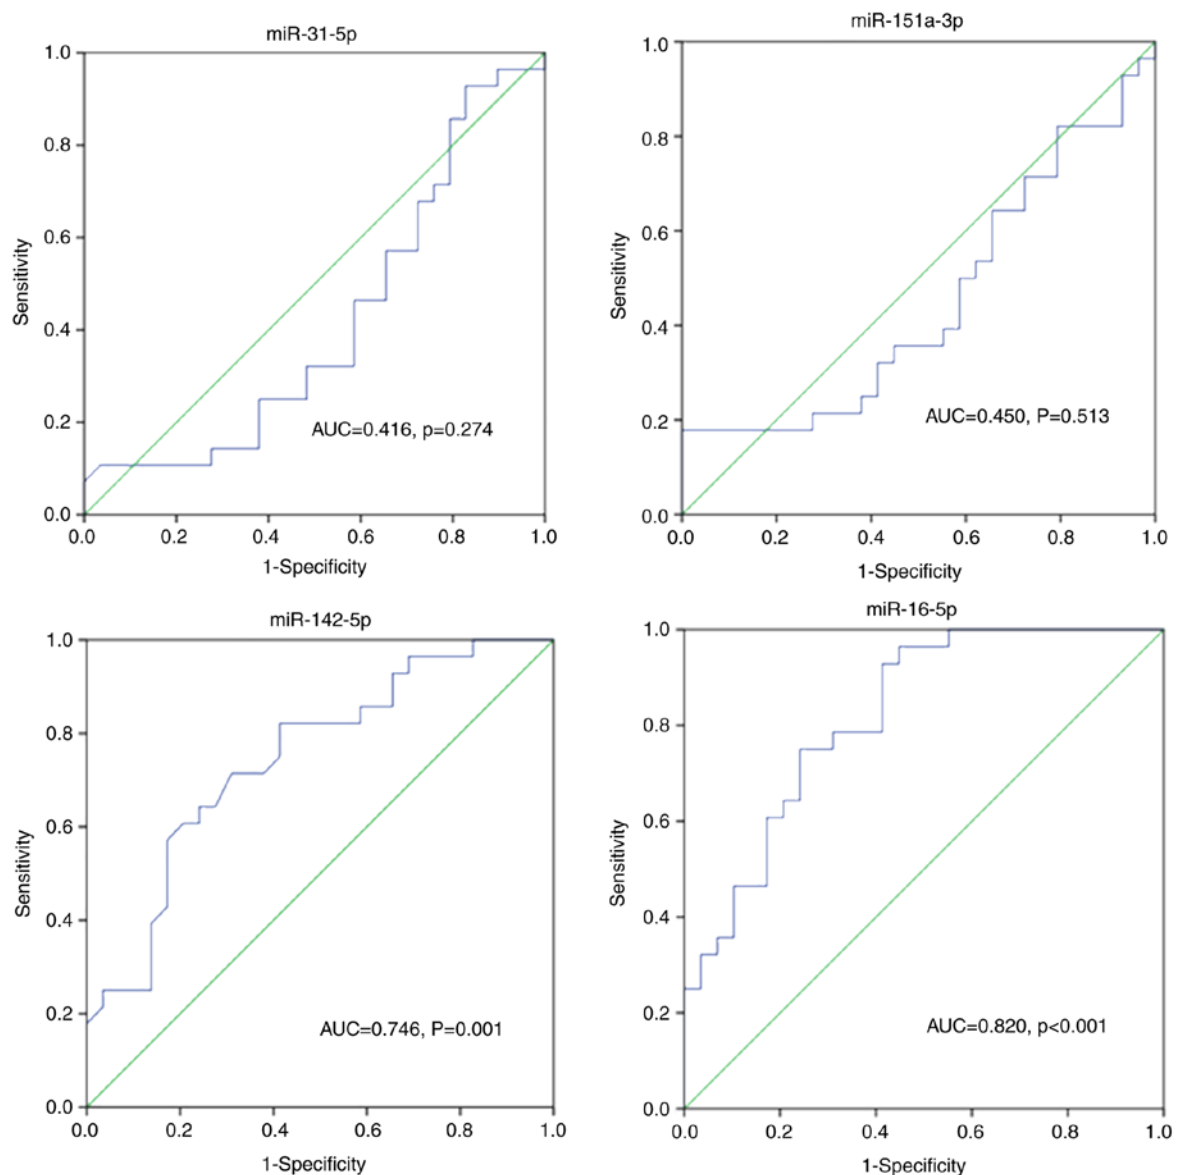 miR-31-5p
1.0
0.8
0.6
0.4
0.2
0.0
Sensitivity
AUC=0.416, p=0.274
0.0 0.2 0.4 0.6 0.8 1.0
1-Specificity
miR-151a-3p
1.0
0.8
0.6
0.4
0.2
0.0
Sensitivity
AUC=0.450, P=0.513
0.0 0.2 0.4 0.6 0.8 1.0
1-Specificity
miR-142-5p
1.0
0.8
0.6
0.4
0.2
0.0
Sensitivity
AUC=0.746, P=0.001
0.0 0.2 0.4 0.6 0.8 1.0
1-Specificity
miR-16-5p
1.0
0.8
0.6
0.4
0.2
0.0
Sensitivity
AUC=0.820, p<0.001
0.0 0.2 0.4 0.6 0.8 1.0
1-Specificity